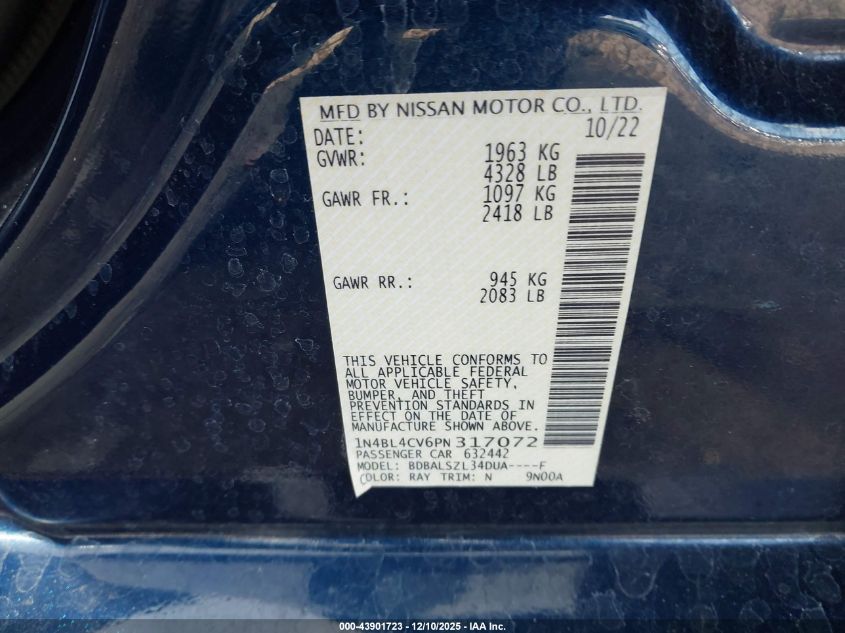 MFD BY NISSAN MOTOR CO., LTD.
DATE: 10/22
GVWR: 1963 KG
4328 LB
GAWR FR.: 1097 KG
2418 LB
GAWR RR.: 945 KG
2083 LB
THIS VEHICLE CONFORMS TO
ALL APPLICABLE FEDERAL
MOTOR VEHICLE SAFETY,
BUMPER, AND THEFT
PREVENTION STANDARDS IN
EFFECT ON THE DATE OF
MANUFACTURE SHOWN ABOVE.
1N4BL4CV6PN317072
PASSENGER CAR 632442
MODEL: BDBALSZL34DUA----F
COLOR: RAY TRIM: N 9N00A
000-43901723 - 12/10/2025 - IAA Inc.